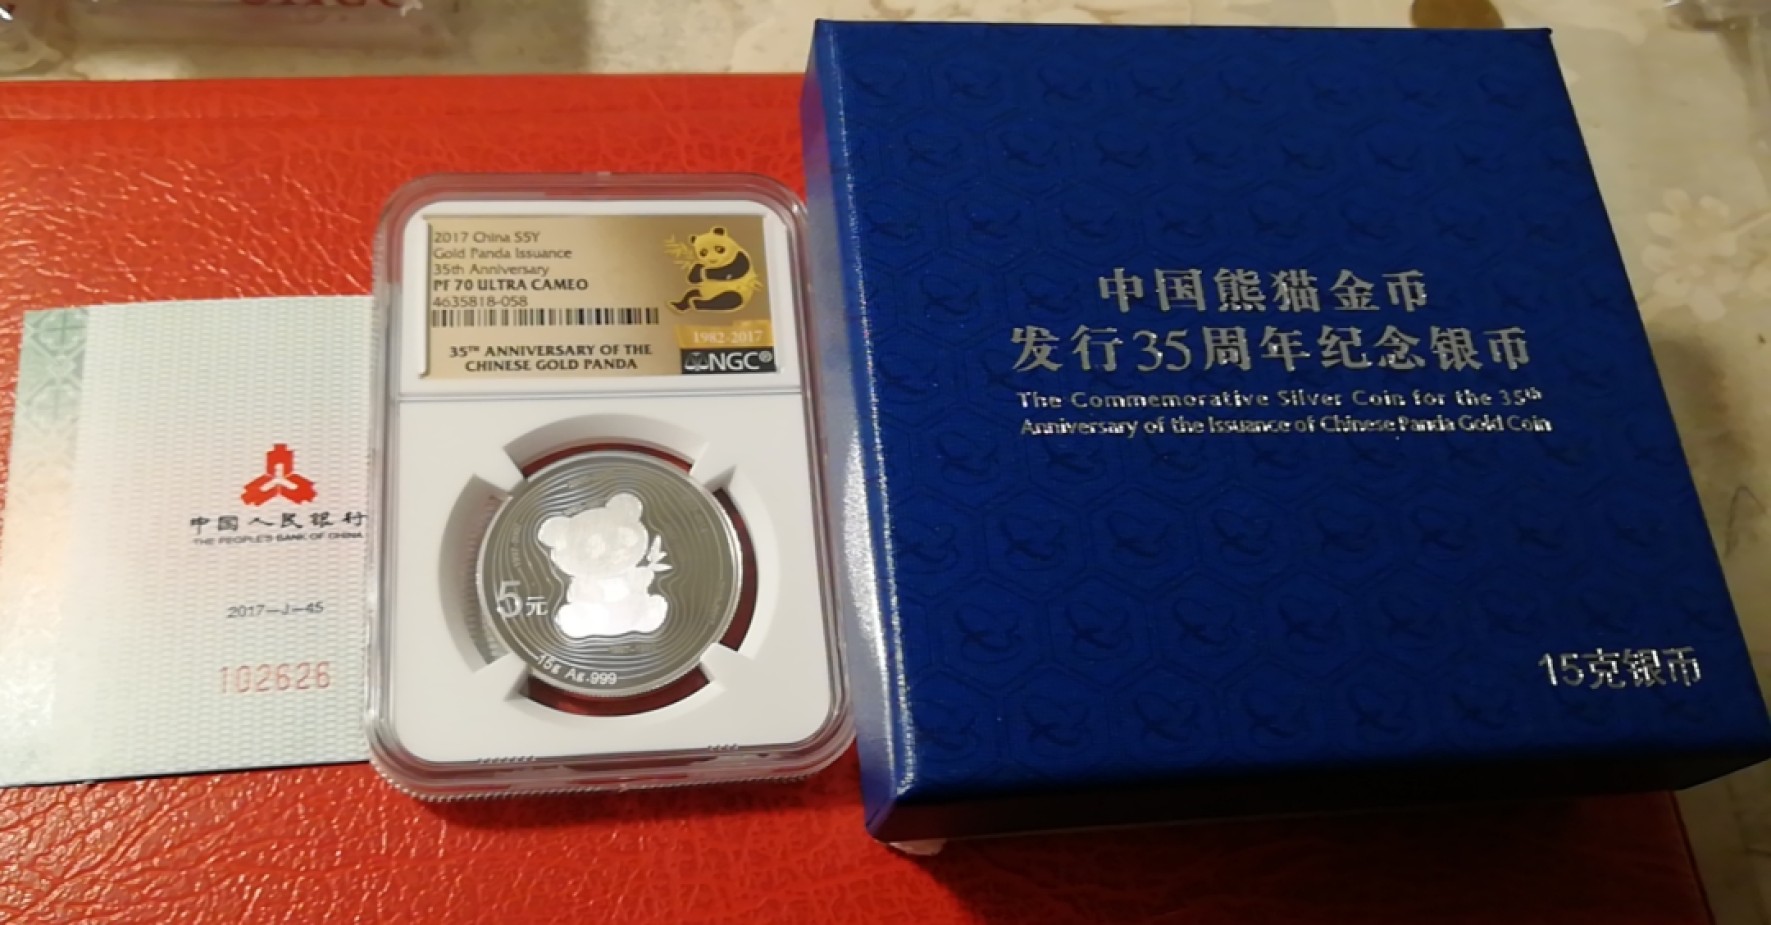 中国人民银行
THE PEOPLE'S BANK OF CHINA
2017-J-45
102626
2017 China S5Y
Gold Panda Issuance
35th Anniversary
PF 70 ULTRA CAMEO
4635818-058
1982-2017
35TH ANNIVERSARY OF THE
CHINESE GOLD PANDA
NGC®
5元
15g Ag .999
中国熊猫金币
发行35周年纪念银币
The Commemorative Silver Coin for the 35th
Anniversary of the Issuance of Chinese Panda Gold Coin
15克银币